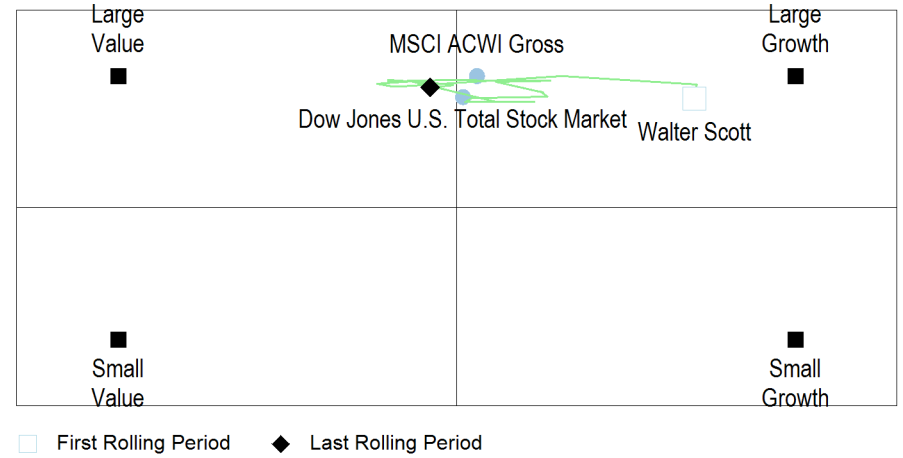 Large
Value
Large
Growth
MSCI ACWI Gross
Dow Jones U.S. Total Stock Market
Walter Scott
Small
Value
Small
Growth
First Rolling Period
Last Rolling Period